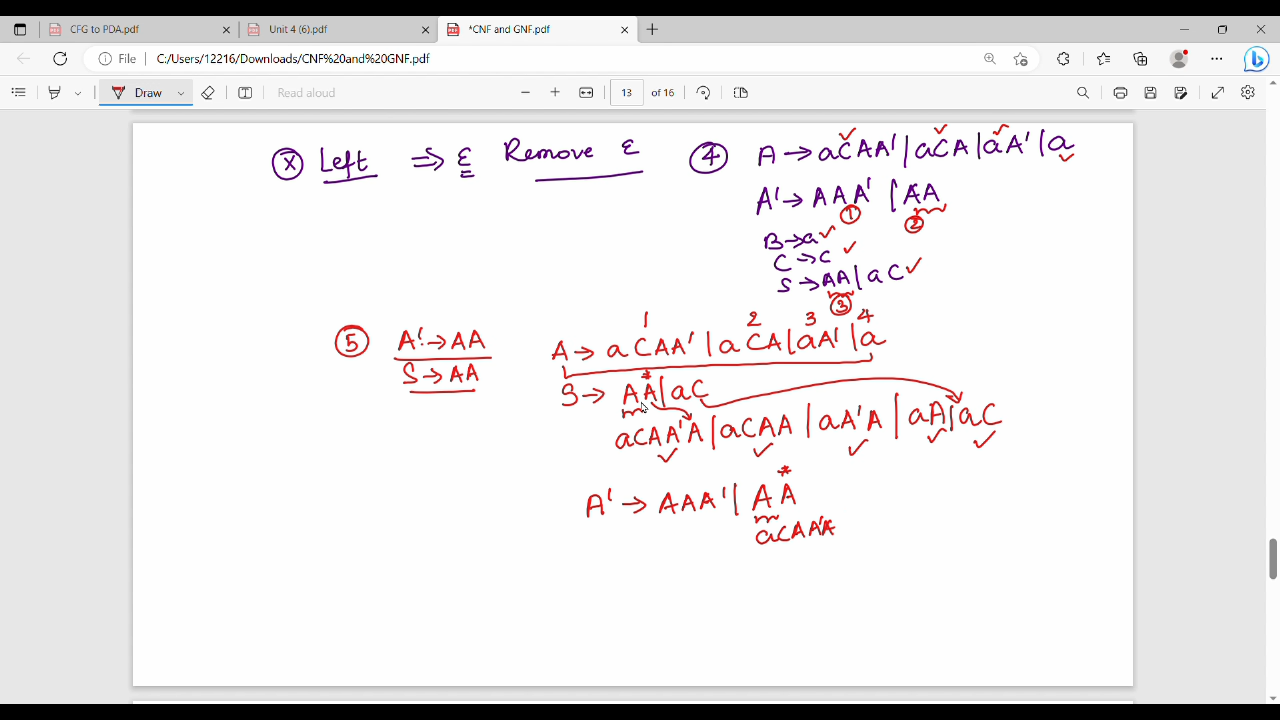 CFG to PDA.pdf
Unit 4 (6).pdf
*CNF and GNF.pdf
File C:/Users/12216/Downloads/CNF%20and%20GNF.pdf
Draw Read aloud 13 of 16
Ⓧ Left ⇒ ε Remove ε
④ A → aCAA' | aCA | aA' | a
A' → AAA' | AA
① ②
B → a
C → c
S → AA | aC
③
⑤ A' → AA
S → AA
1 2 3 4
A → aCAA' | aCA | aA' | a
S → AA* | aC
aCAA'A | aCAA | aA'A | aA | aC
A' → AAA' | AA*
aCAA'A